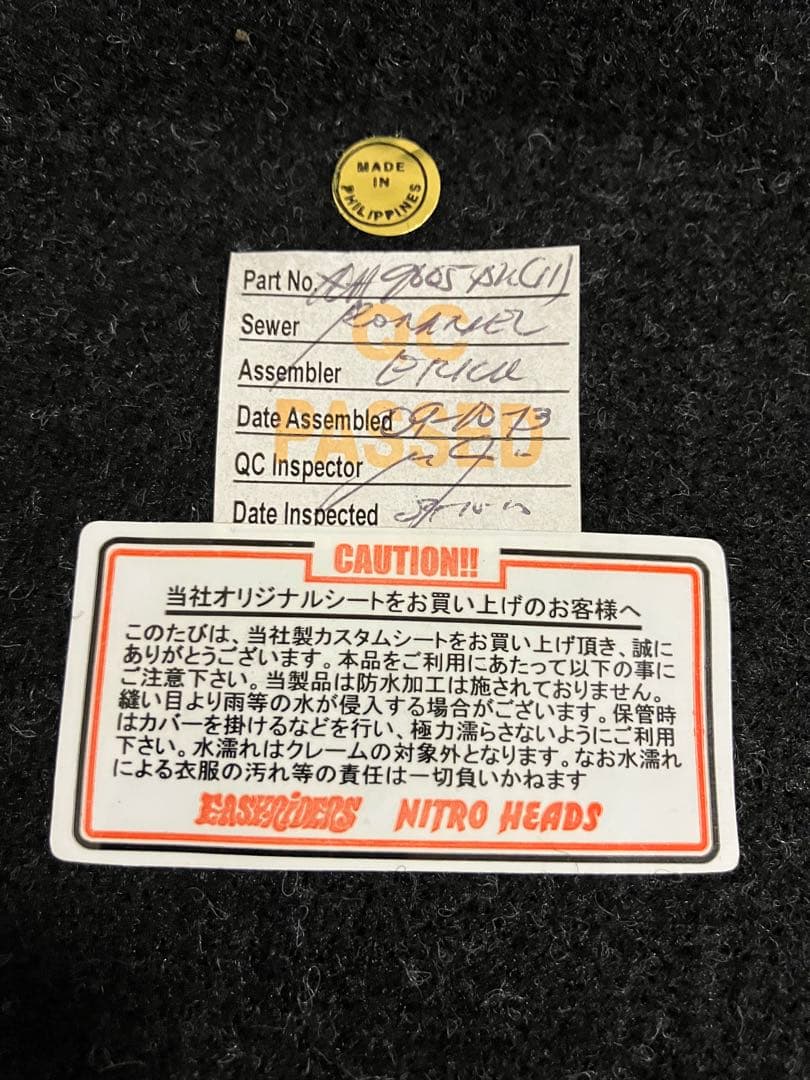 MADE
IN
PHILIPPINES
QC
PASSED
Part No.
Sewer
Assembler
Date Assembled
QC Inspector
Date Inspected
CAUTION!!
当社オリジナルシートをお買い上げのお客様へ
このたびは、当社製カスタムシートをお買い上げ頂き、誠に
ありがとうございます。本品をご利用にあたって以下の事に
ご注意下さい。当製品は防水加工は施されておりません。
縫い目より雨等の水が侵入する場合がございます。保管時
はカバーを掛けるなどを行い、極力濡らさないようにご利用
下さい。水濡れはクレームの対象外となります。なお水濡れ
による衣服の汚れ等の責任は一切負いかねます
EASYRIDERS NITRO HEADS